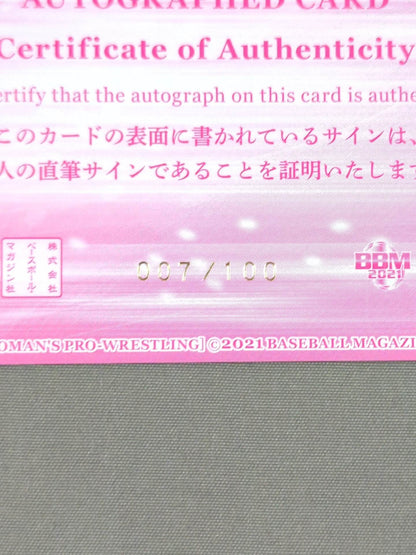 AUTOGRAPHED CARD
Certificate of Authenticity
ertify that the autograph on this card is authe
このカードの表面に書かれているサインは、
人の直筆サインであることを証明いたします
株式会社
ベースボール・
マガジン社
007/100
BBM
2021
OMAN'S PRO-WRESTLING] ©2021 BASEBALL MAGAZI